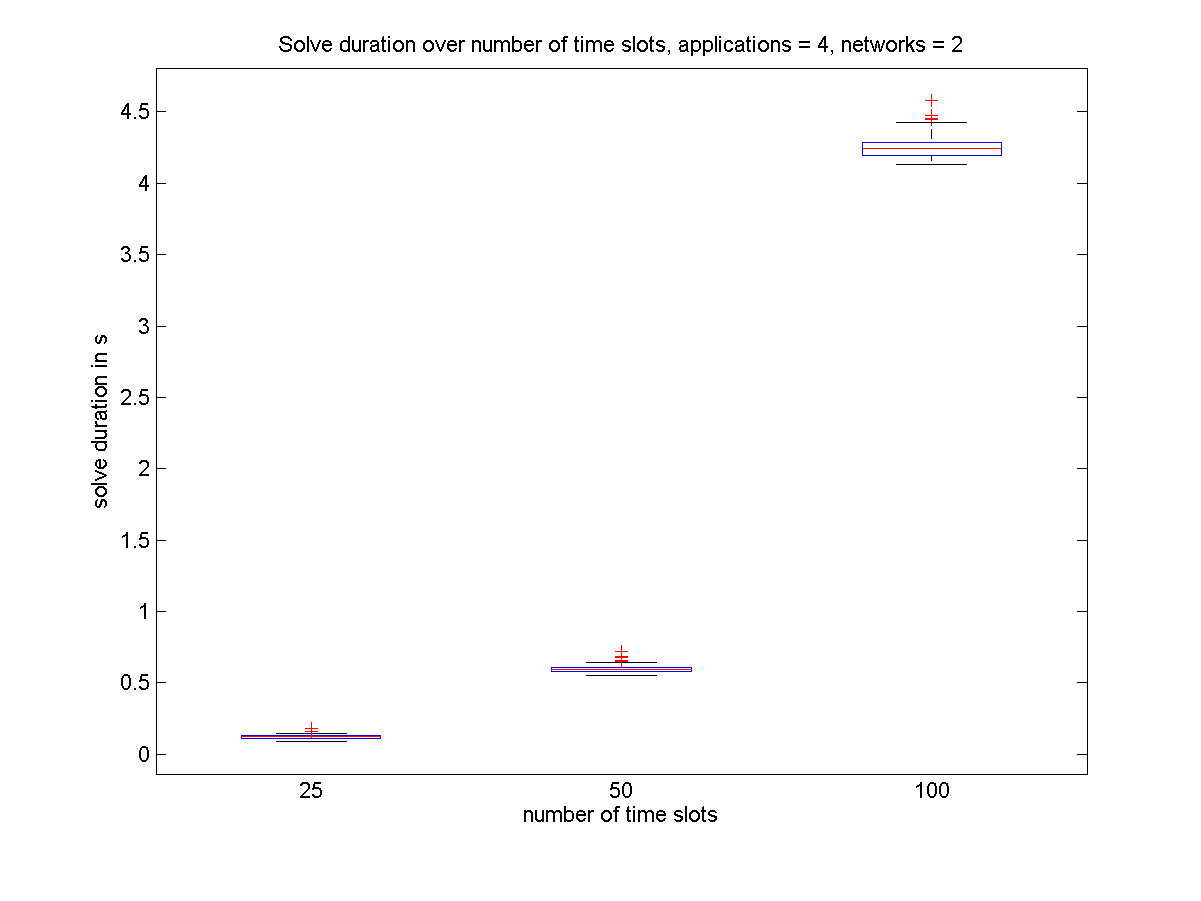 Solve duration over number of time slots, applications = 4, networks = 2
4.5
4
3.5
3
2.5
2
1.5
1
0.5
0
solve duration in s
25 50 100
number of time slots